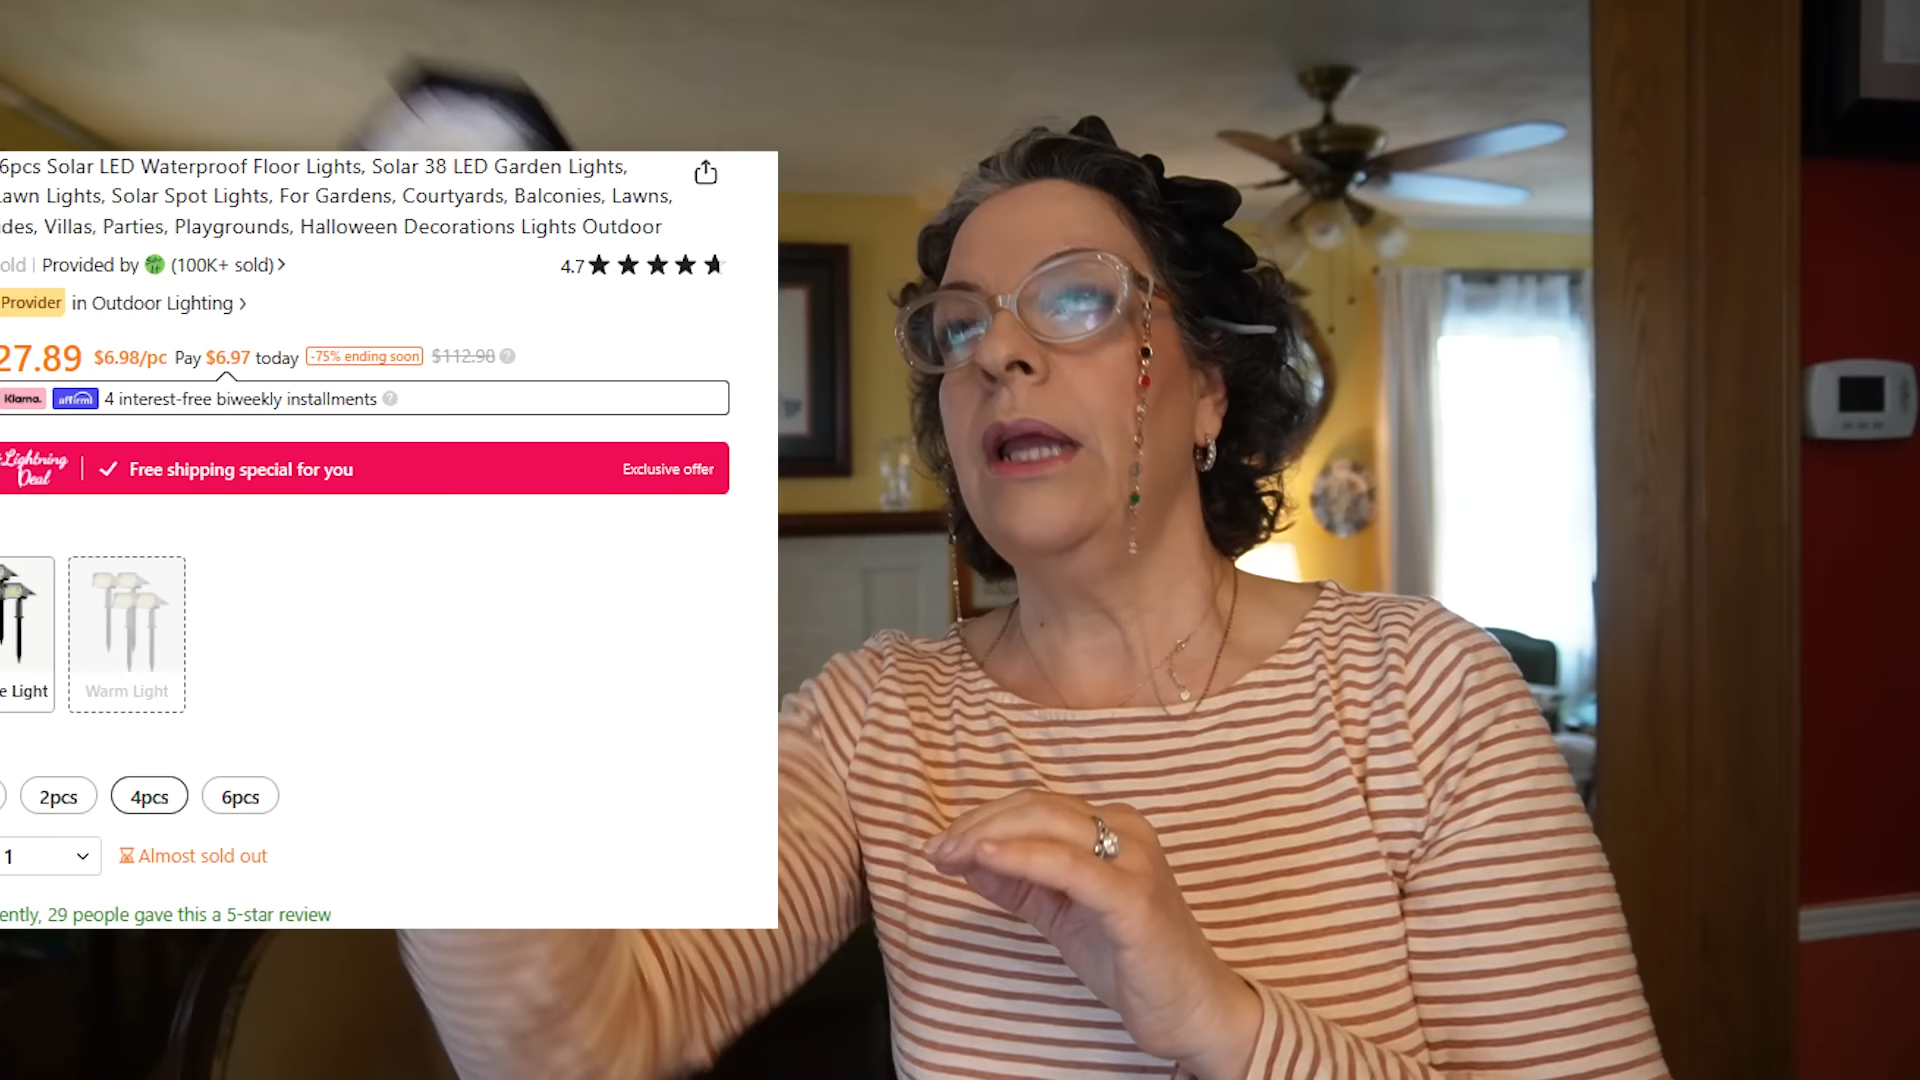 6pcs Solar LED Waterproof Floor Lights, Solar 38 LED Garden Lights,
Lawn Lights, Solar Spot Lights, For Gardens, Courtyards, Balconies, Lawns,
des, Villas, Parties, Playgrounds, Halloween Decorations Lights Outdoor
old | Provided by (100K+ sold) >
4.7
Provider in Outdoor Lighting >
27.89 $6.98/pc Pay $6.97 today -75% ending soon $112.98 ?
Klarna. affirm 4 interest-free biweekly installments ?
Lightning Deal | ✓ Free shipping special for you Exclusive offer
e Light
Warm Light
2pcs
4pcs
6pcs
1
Almost sold out
ently, 29 people gave this a 5-star review